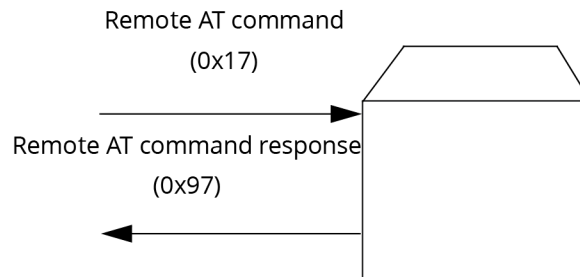 Remote AT command
(0x17)
Remote AT command response
(0x97)